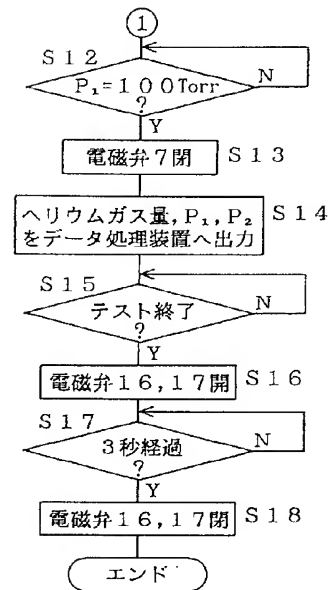 1
S12
P₁=100Torr
?
N
Y
電磁弁7閉
S13
ヘリウムガス量,P₁,P₂
をデータ処理装置へ出力
S14
S15
テスト終了
?
N
Y
電磁弁16,17開
S16
S17
3秒経過
?
N
Y
電磁弁16,17閉
S18
エンド